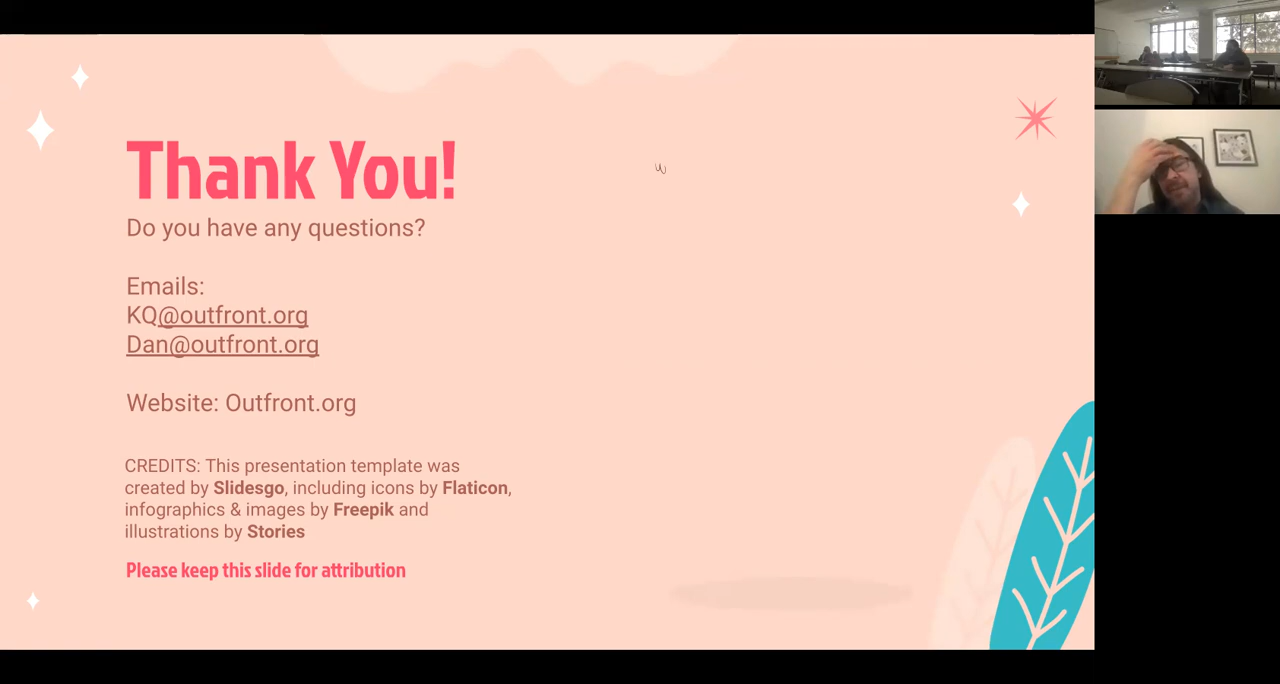 Thank You!
Do you have any questions?
Emails:
KQ@outfront.org
Dan@outfront.org
Website: Outfront.org
CREDITS: This presentation template was
created by Slidesgo, including icons by Flaticon,
infographics & images by Freepik and
illustrations by Stories
Please keep this slide for attribution